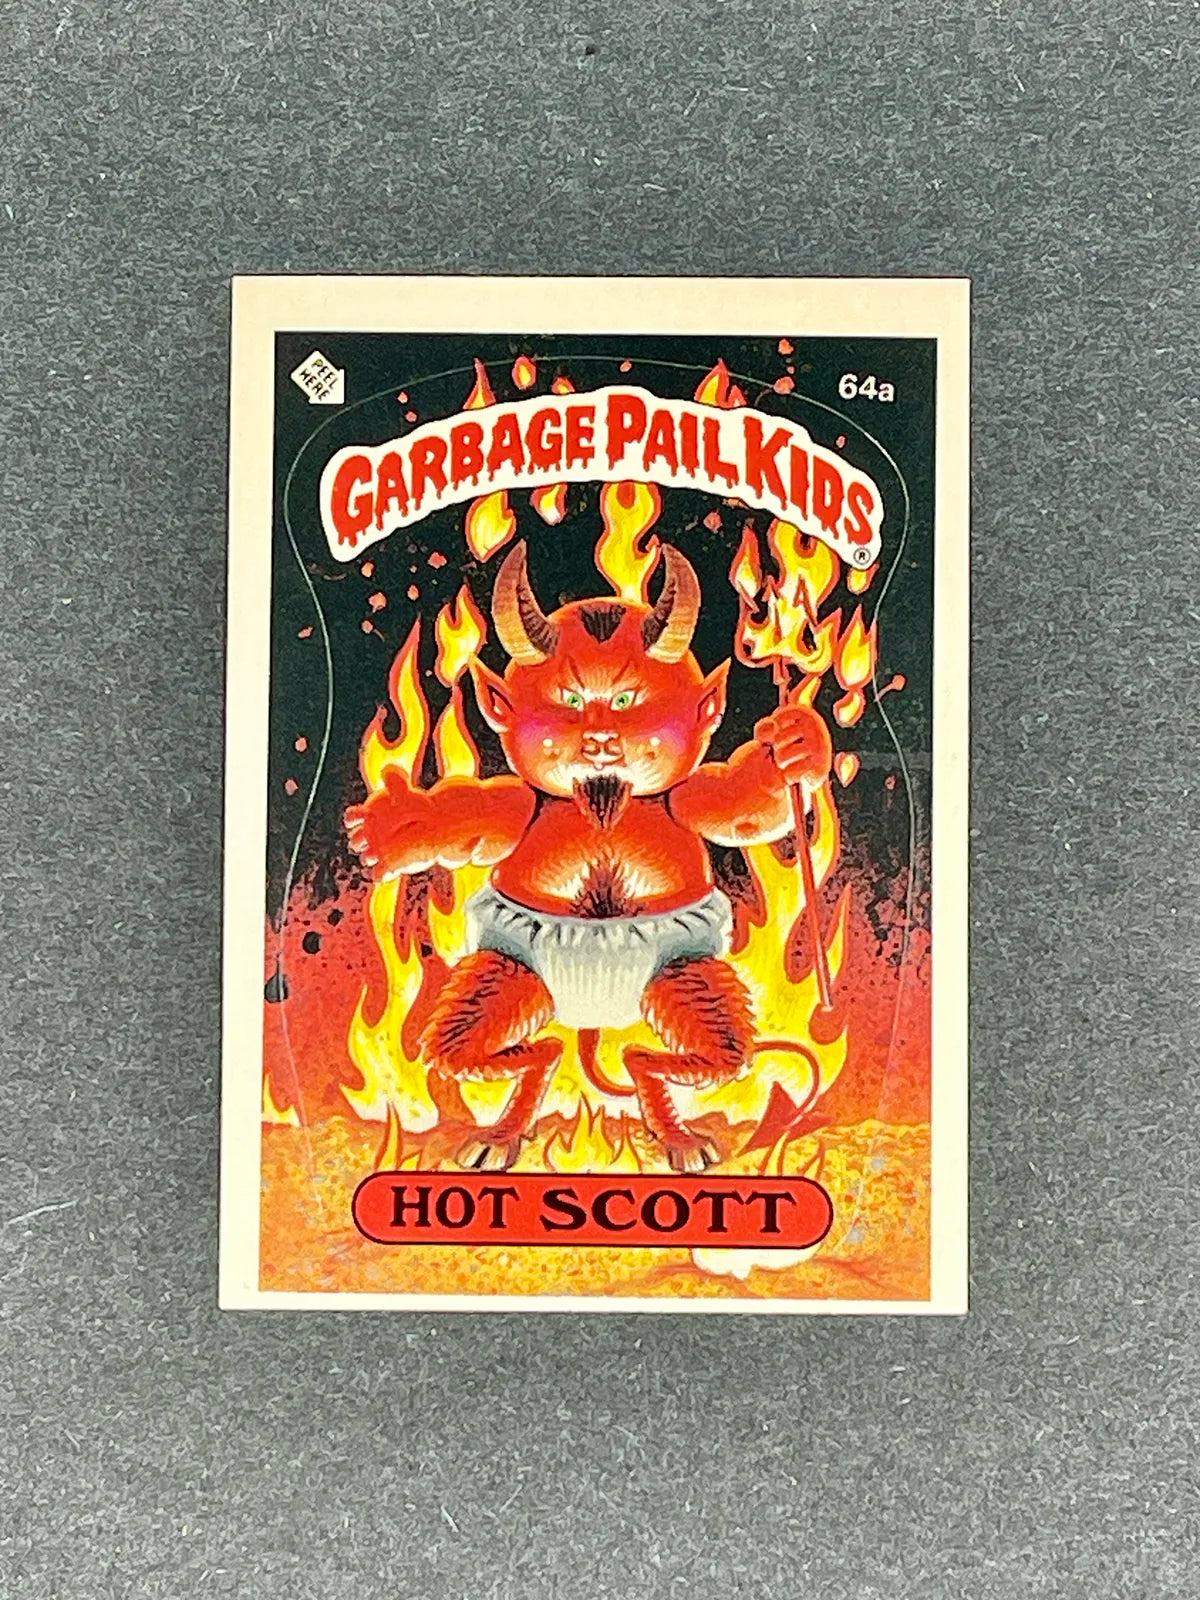 PEEL
HERE
64a
GARBAGE PAIL KIDS
®
HOT SCOTT